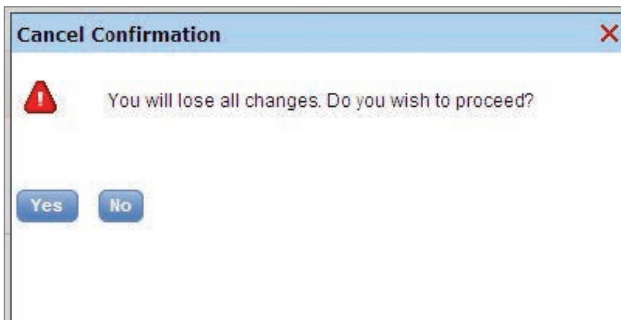 Cancel Confirmation
You will lose all changes. Do you wish to proceed?
Yes No